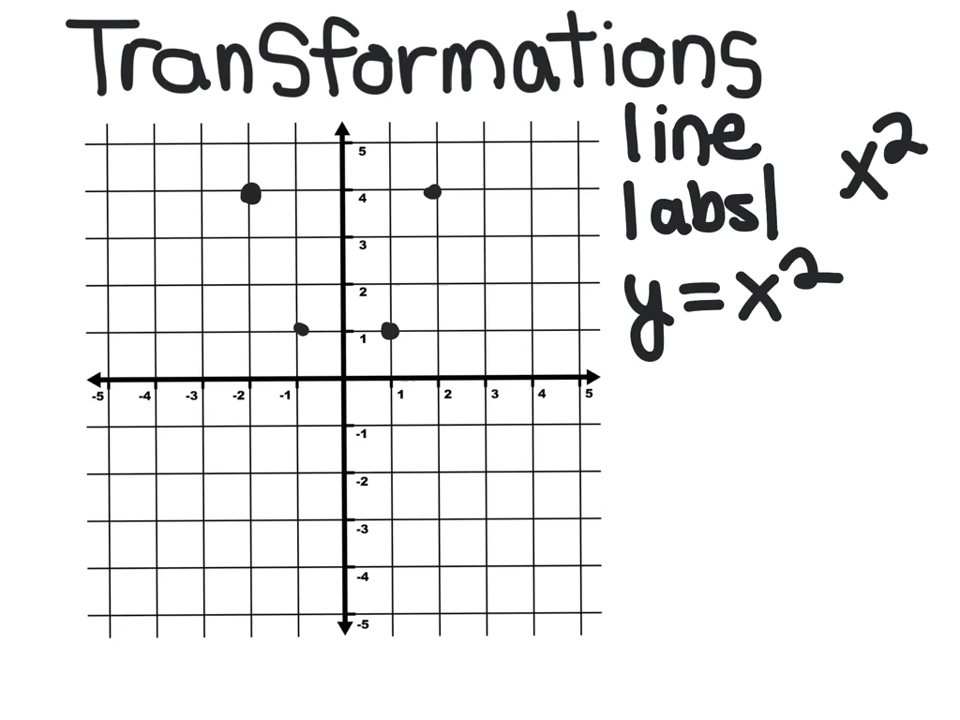 Transformations
line
|abs|
x²
y=x²
5
4
3
2
1
-5 -4 -3 -2 -1 1 2 3 4 5
-1
-2
-3
-4
-5